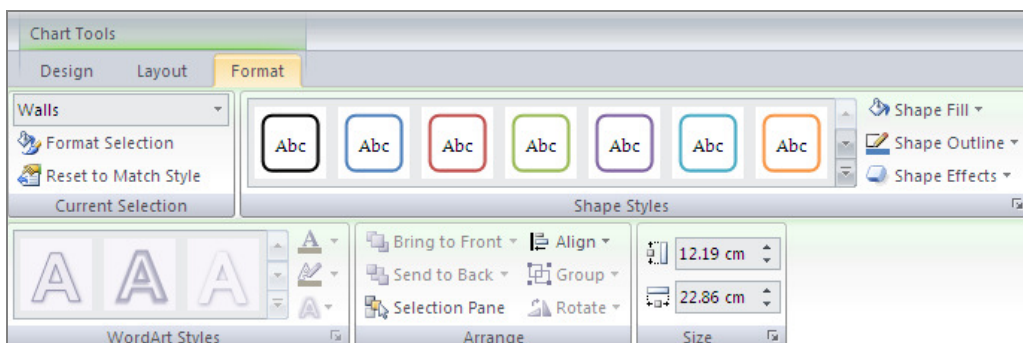 Chart Tools
Design Layout Format
Walls
Format Selection
Reset to Match Style
Current Selection
Abc Abc Abc Abc Abc Abc Abc
Shape Fill
Shape Outline
Shape Effects
Shape Styles
A A A
A
A
WordArt Styles
Bring to Front Align
Send to Back Group
Selection Pane Rotate
Arrange
12.19 cm
22.86 cm
Size